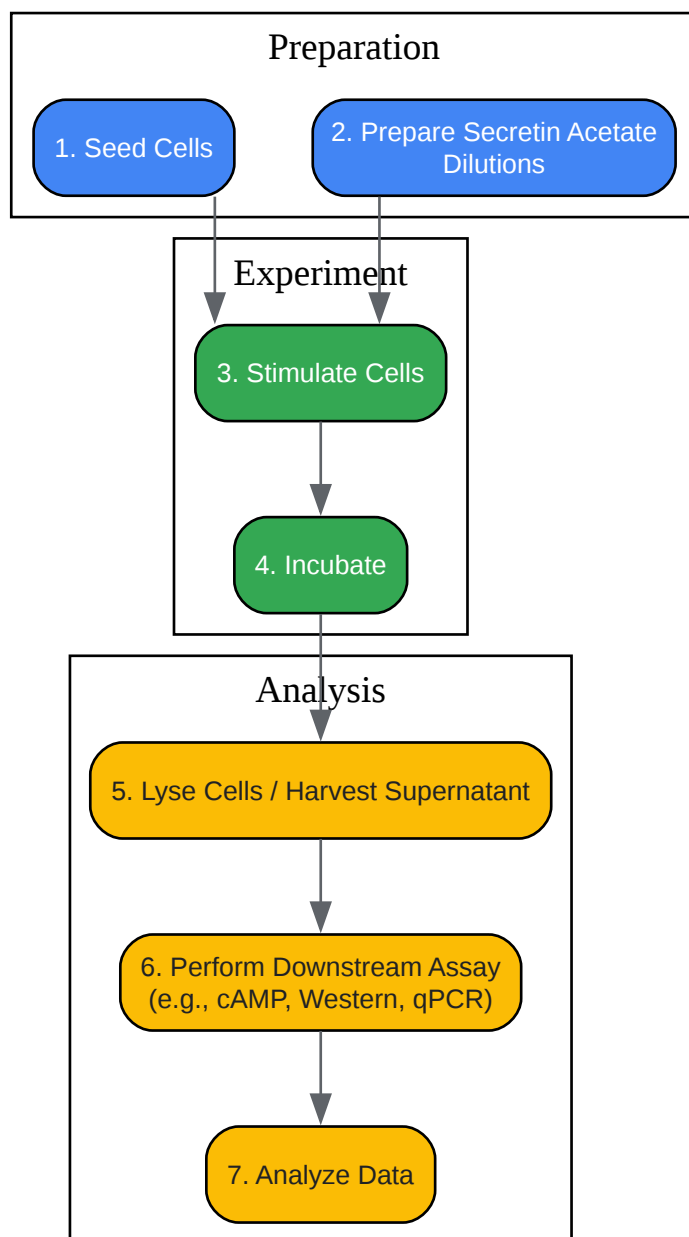 Preparation
1. Seed Cells
2. Prepare Secretin Acetate
Dilutions
Experiment
3. Stimulate Cells
4. Incubate
Analysis
5. Lyse Cells / Harvest Supernatant
6. Perform Downstream Assay
(e.g., cAMP, Western, qPCR)
7. Analyze Data